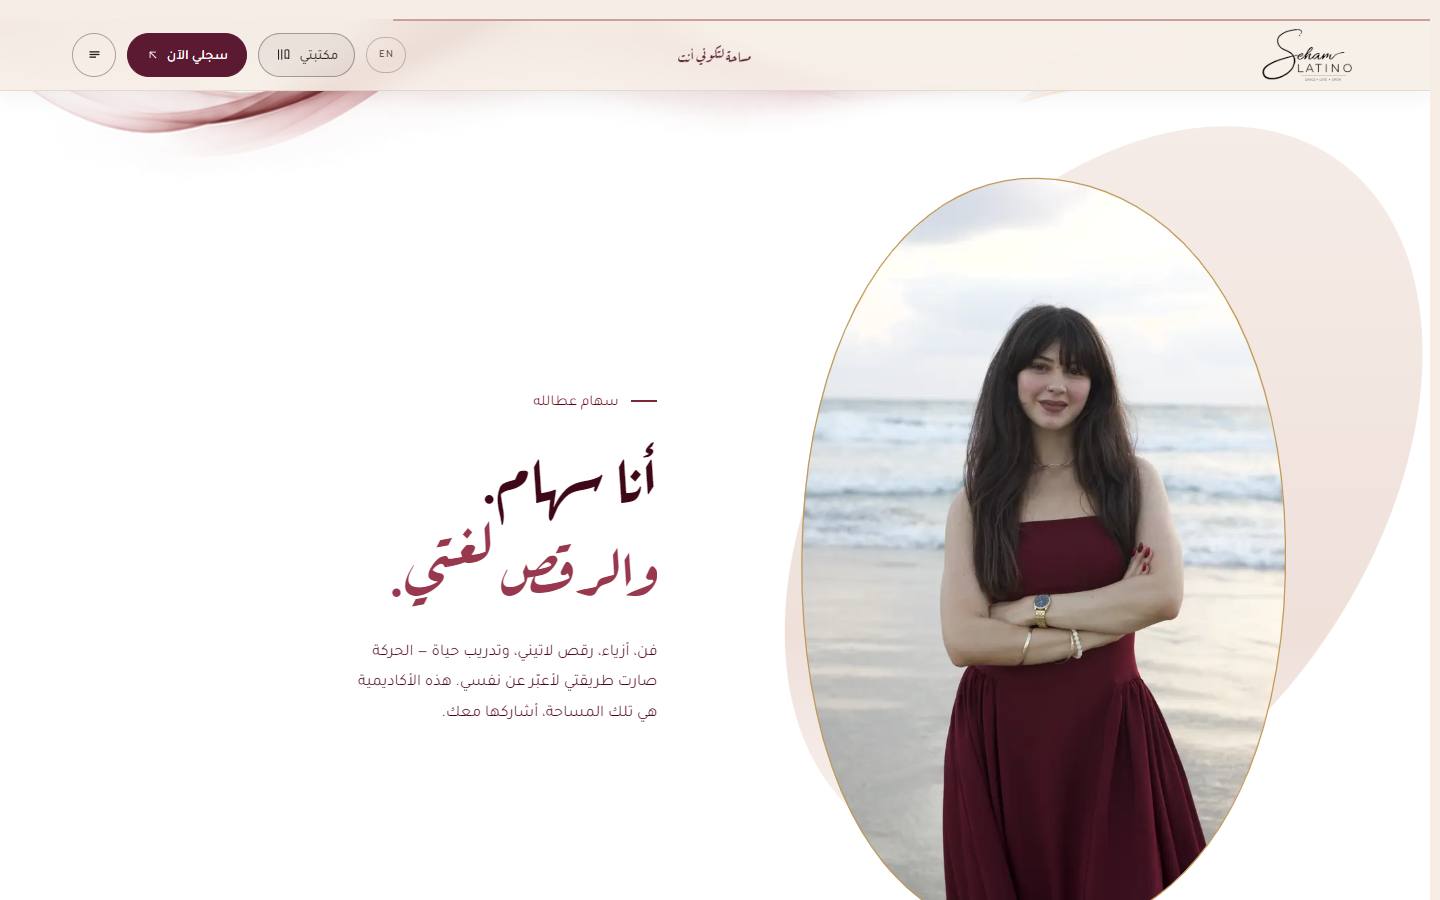 Seham
LATINO
مساحة لتكوني أنت
EN
مكتبتي
سجلي الآن
سهام عطالله
أنا سهام.
والرقص لغتي.
فن، أزياء، رقص لاتيني، وتدريب حياة – الحركة
صارت طريقتي لأعبّر عن نفسي. هذه الأكاديمية
هي تلك المساحة، أشاركها معك.